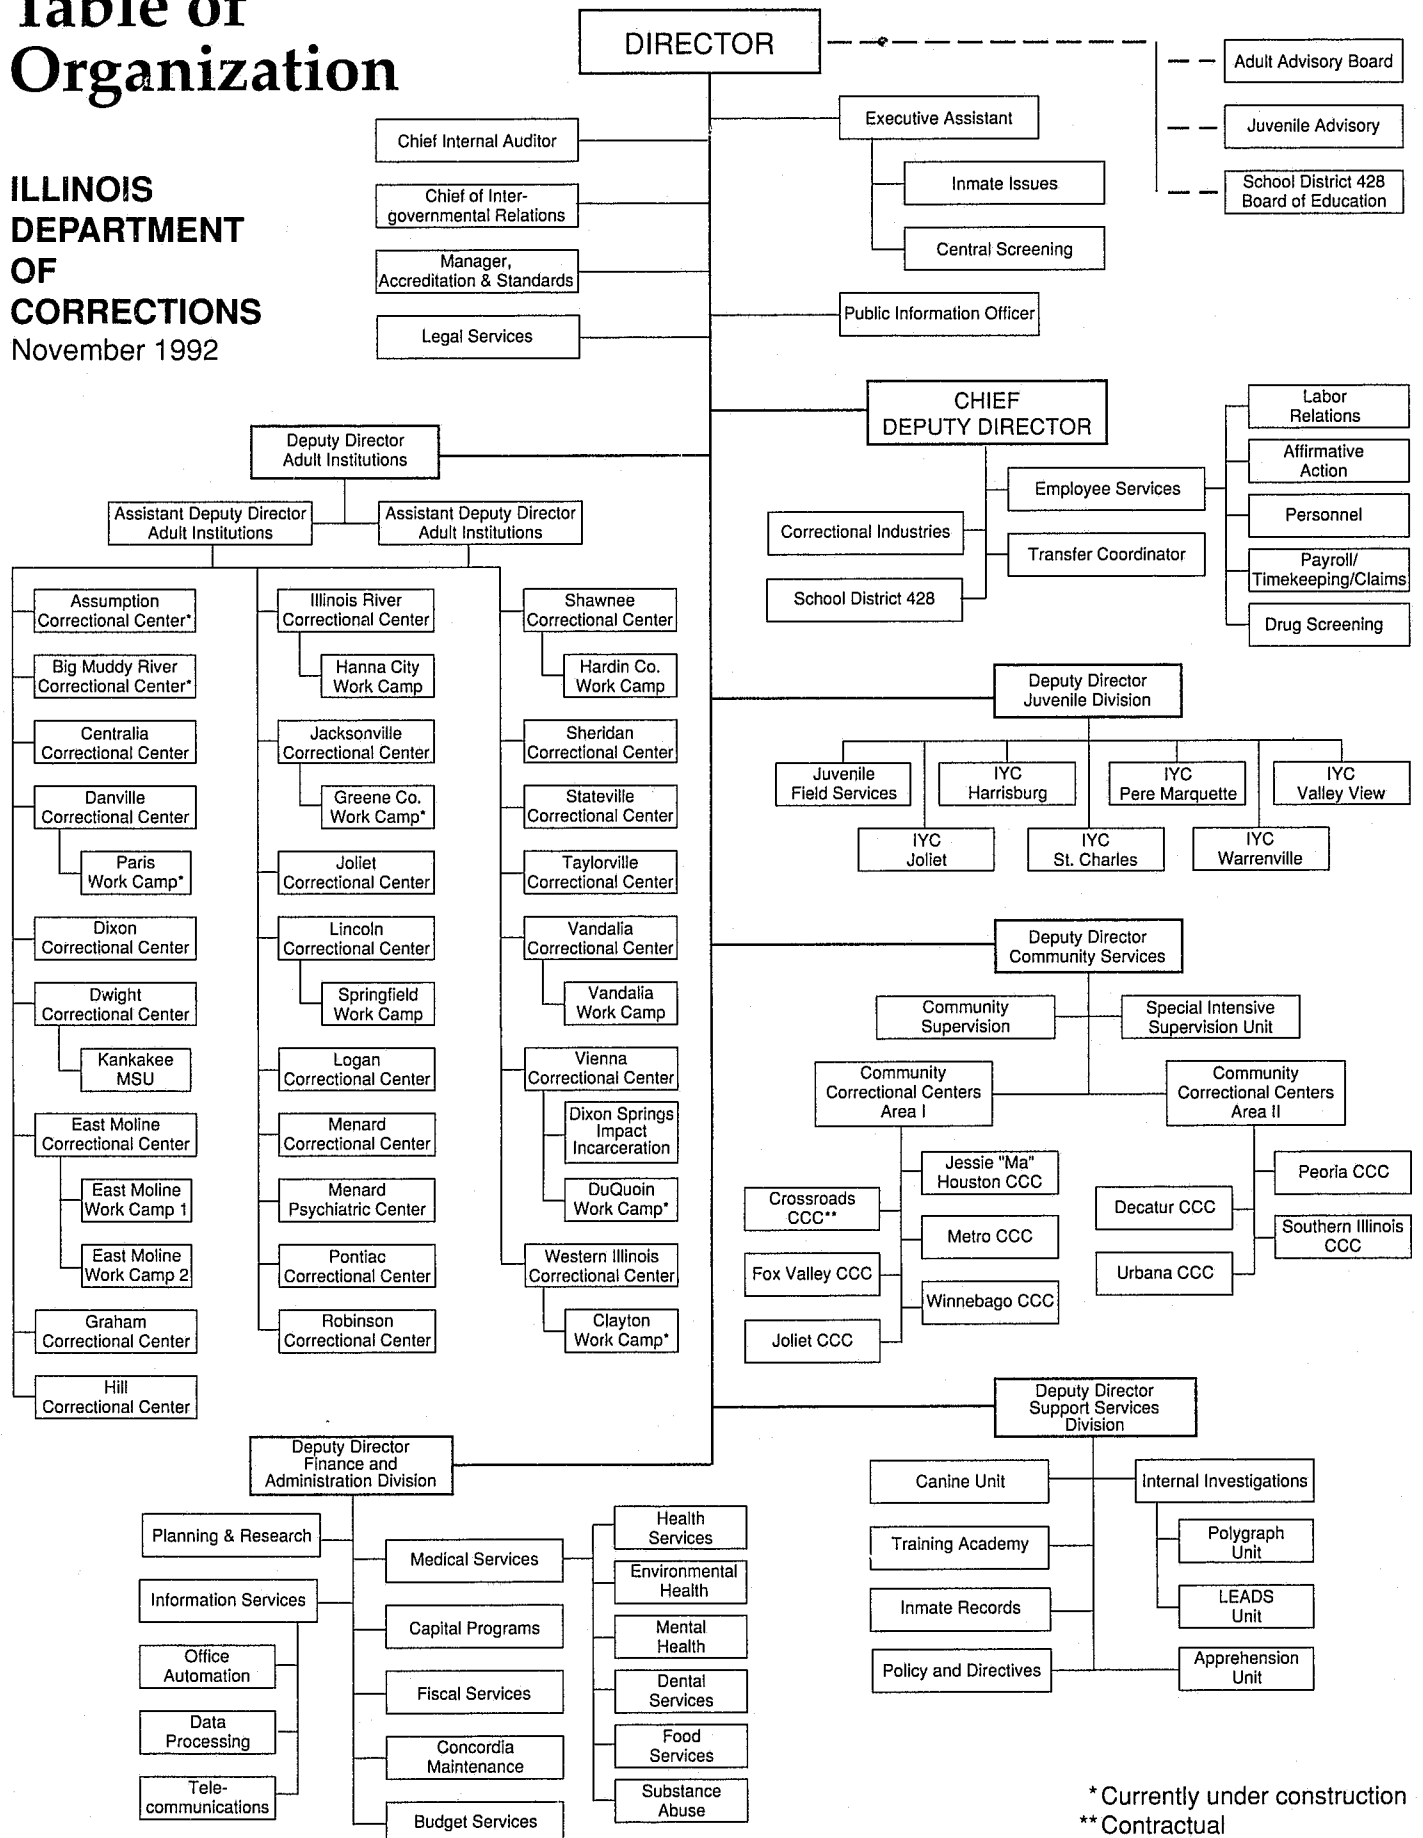 Table of
Organization
ILLINOIS
DEPARTMENT
OF
CORRECTIONS
November 1992
DIRECTOR
Adult Advisory Board
Juvenile Advisory
School District 428
Board of Education
Executive Assistant
Inmate Issues
Central Screening
Public Information Officer
Chief Internal Auditor
Chief of Inter-
governmental Relations
Manager,
Accreditation & Standards
Legal Services
CHIEF
DEPUTY DIRECTOR
Employee Services
Labor
Relations
Affirmative
Action
Personnel
Payroll/
Timekeeping/Claims
Drug Screening
Correctional Industries
Transfer Coordinator
School District 428
Deputy Director
Adult Institutions
Assistant Deputy Director
Adult Institutions
Assistant Deputy Director
Adult Institutions
Assumption
Correctional Center*
Big Muddy River
Correctional Center*
Centralia
Correctional Center
Danville
Correctional Center
Paris
Work Camp*
Dixon
Correctional Center
Dwight
Correctional Center
Kankakee
MSU
East Moline
Correctional Center
East Moline
Work Camp 1
East Moline
Work Camp 2
Graham
Correctional Center
Hill
Correctional Center
Illinois River
Correctional Center
Hanna City
Work Camp
Jacksonville
Correctional Center
Greene Co.
Work Camp*
Joliet
Correctional Center
Lincoln
Correctional Center
Springfield
Work Camp
Logan
Correctional Center
Menard
Correctional Center
Menard
Psychiatric Center
Pontiac
Correctional Center
Robinson
Correctional Center
Shawnee
Correctional Center
Hardin Co.
Work Camp
Sheridan
Correctional Center
Stateville
Correctional Center
Taylorville
Correctional Center
Vandalia
Correctional Center
Vandalia
Work Camp
Vienna
Correctional Center
Dixon Springs
Impact
Incarceration
DuQuoin
Work Camp*
Western Illinois
Correctional Center
Clayton
Work Camp*
Deputy Director
Juvenile Division
Juvenile
Field Services
IYC
Harrisburg
IYC
Pere Marquette
IYC
Valley View
IYC
Joliet
IYC
St. Charles
IYC
Warrenville
Deputy Director
Community Services
Community
Supervision
Special Intensive
Supervision Unit
Community
Correctional Centers
Area I
Community
Correctional Centers
Area II
Jessie "Ma"
Houston CCC
Crossroads
CCC**
Metro CCC
Fox Valley CCC
Winnebago CCC
Joliet CCC
Peoria CCC
Decatur CCC
Southern Illinois
CCC
Urbana CCC
Deputy Director
Support Services
Division
Canine Unit
Internal Investigations
Training Academy
Polygraph
Unit
Inmate Records
LEADS
Unit
Policy and Directives
Apprehension
Unit
Deputy Director
Finance and
Administration Division
Planning & Research
Information Services
Office
Automation
Data
Processing
Tele-
communications
Medical Services
Capital Programs
Fiscal Services
Concordia
Maintenance
Budget Services
Health
Services
Environmental
Health
Mental
Health
Dental
Services
Food
Services
Substance
Abuse
* Currently under construction
** Contractual